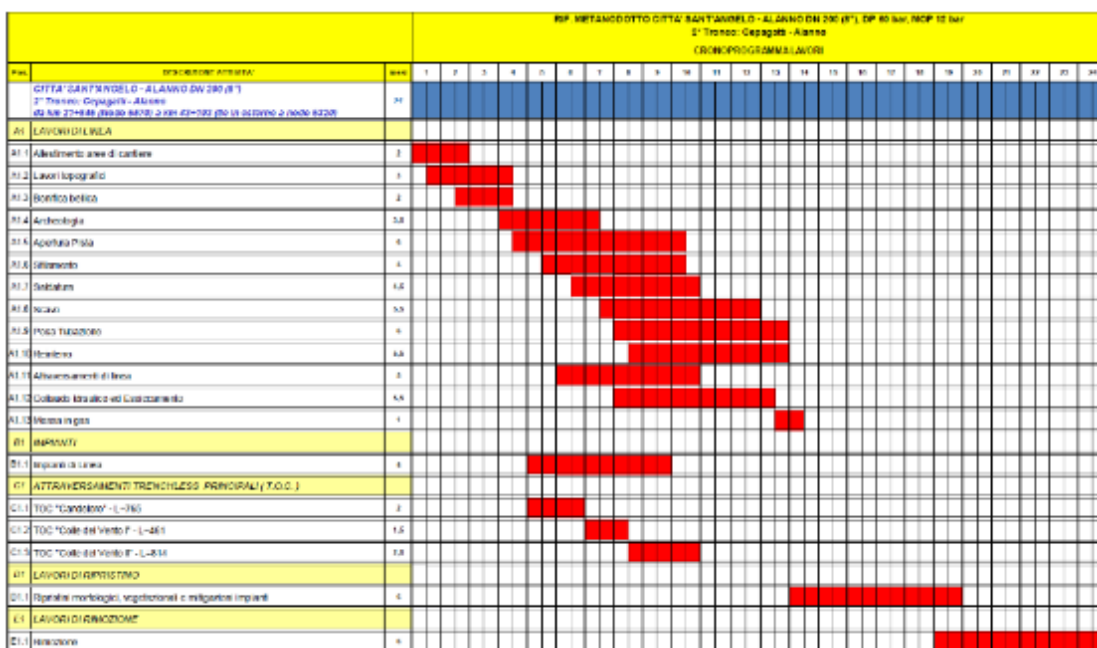 RIF. METANODOTTO CITTA' SANT'ANGELO - ALANNO DN 200 (8"), DP 60 bar, MOP 12 bar
2° Tronco: Cepagatti - Alanno
CRONOPROGRAMMA LAVORI
Pos. DESCRIZIONE ATTIVITA' 1 2 3 4 5 6 7 8 9 10 11 12 13 14 15 16 17 18 19 20 21 22 23 24
CITTA' SANT'ANGELO - ALANNO DN 200 (8")
2° Tronco: Cepagatti - Alanno
24
A1 LAVORI DI LINEA
A1.1 Allestimento aree di cantiere 2
A1.2 Lavori topografici 3
A1.3 Bonifica bellica 2
A1.4 Archeologia
A1.5 Apertura Pista 6
A1.6 Sfilamento
A1.7 Saldatura
A1.8 Scavo
A1.9 Posa Tubazione 6
A1.10 Rinterro
A1.11 Attraversamenti di linea
A1.12 Collaudo Idraulico ed Essiccamento
A1.13 Messa in gas 1
B1 IMPIANTI
B1.1 Impianti di Linea
C1 ATTRAVERSAMENTI TRENCHLESS PRINCIPALI (T.O.C.)
C1.1 TOC - L=765 2
C1.2 TOC "Colle del Vento I" - L=461 1,5
C1.3 TOC "Colle del Vento II" - L=814
D1 LAVORI DI RIPRISTINO
D1.1 Ripristini morfologici, vegetazionali e mitigazioni impianti 6
E1 LAVORI DI RIMOZIONE
E1.1 Rimozione 6